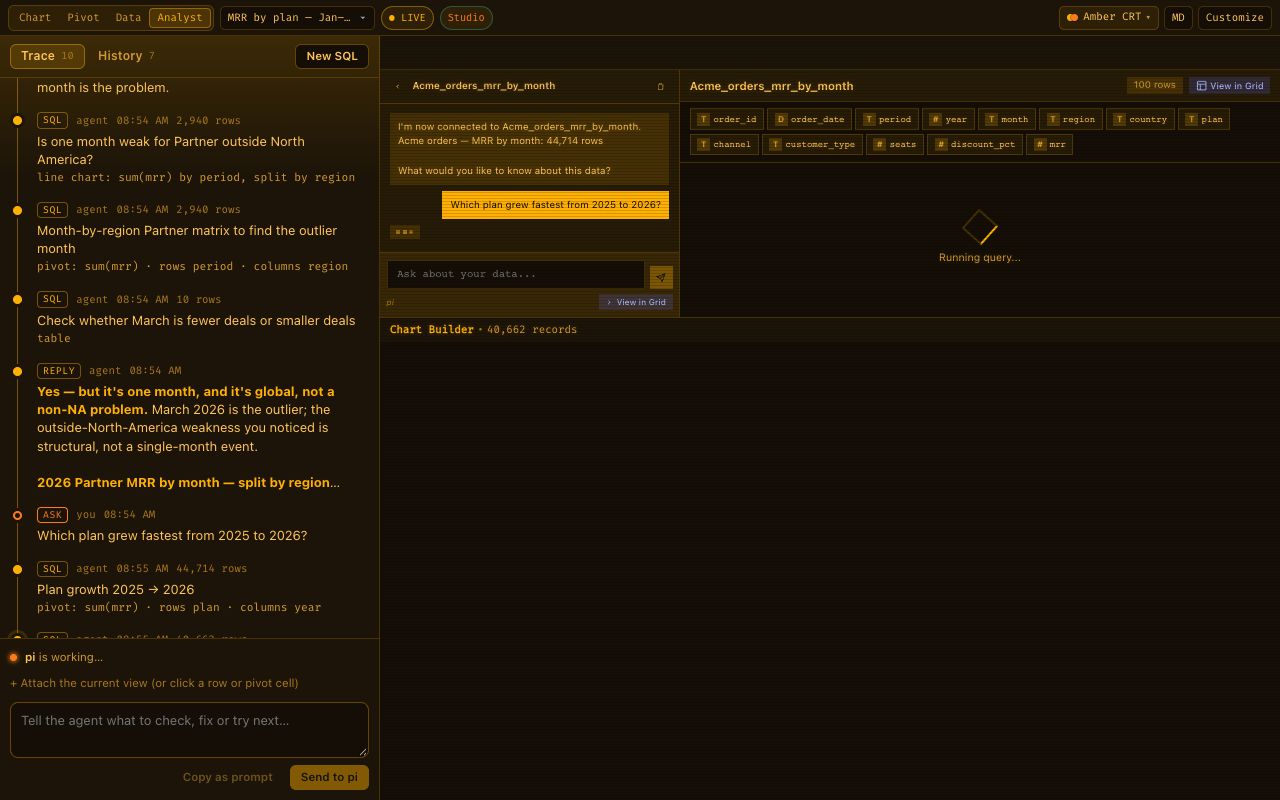 Chart Pivot Data Analyst MRR by plan — Jan—… LIVE Studio Amber CRT MD Customize
Trace 10 History 7 New SQL
month is the problem.
SQL agent 08:54 AM 2,940 rows
Is one month weak for Partner outside North
America?
line chart: sum(mrr) by period, split by region
SQL agent 08:54 AM 2,940 rows
Month-by-region Partner matrix to find the outlier
month
pivot: sum(mrr) · rows period · columns region
SQL agent 08:54 AM 10 rows
Check whether March is fewer deals or smaller deals
table
REPLY agent 08:54 AM
Yes — but it's one month, and it's global, not a
non-NA problem. March 2026 is the outlier; the
outside-North-America weakness you noticed is
structural, not a single-month event.
2026 Partner MRR by month — split by region…
ASK you 08:54 AM
Which plan grew fastest from 2025 to 2026?
SQL agent 08:55 AM 44,714 rows
Plan growth 2025 → 2026
pivot: sum(mrr) · rows plan · columns year
SQL agent 08:55 AM 40,662 rows
pi is working…
+ Attach the current view (or click a row or pivot cell)
Tell the agent what to check, fix or try next…
Copy as prompt Send to pi
‹ Acme_orders_mrr_by_month
I'm now connected to Acme_orders_mrr_by_month.
Acme orders — MRR by month: 44,714 rows
What would you like to know about this data?
Which plan grew fastest from 2025 to 2026?
Ask about your data...
pi › View in Grid
Acme_orders_mrr_by_month 100 rows View in Grid
T order_id D order_date T period # year T month T region T country T plan
T channel T customer_type # seats # discount_pct # mrr
Running query...
Chart Builder · 40,662 records